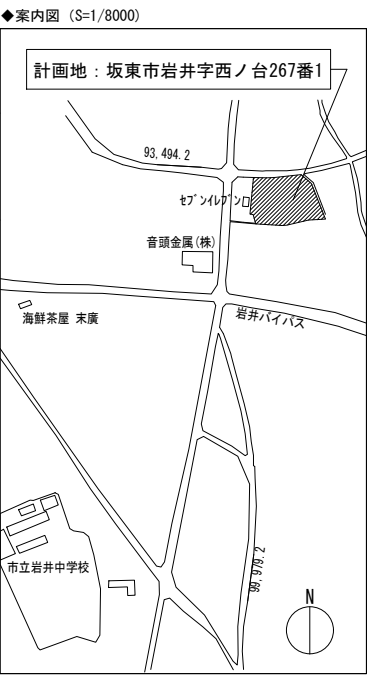 ◆案内図 (S=1/8000)
計画地：坂東市岩井字西ノ台267番1
93,494.2
ｾﾌﾞﾝｲﾚﾌﾞﾝ
音頭金属(株)
海鮮茶屋 末廣
岩井バイパス
市立岩井中学校
99,979.2
N